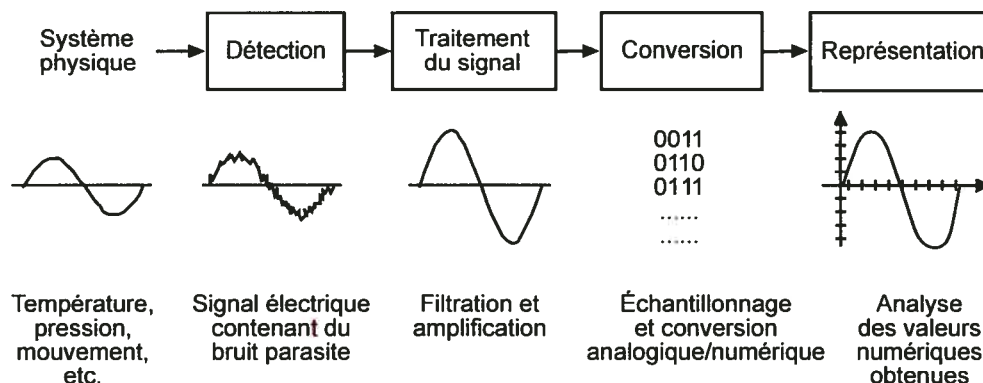 Système
physique
Détection
Traitement
du signal
Conversion
Représentation
0011
0110
0111
......
......
Température,
pression,
mouvement,
etc.
Signal électrique
contenant du
bruit parasite
Filtration et
amplification
Échantillonnage
et conversion
analogique/numérique
Analyse
des valeurs
numériques
obtenues